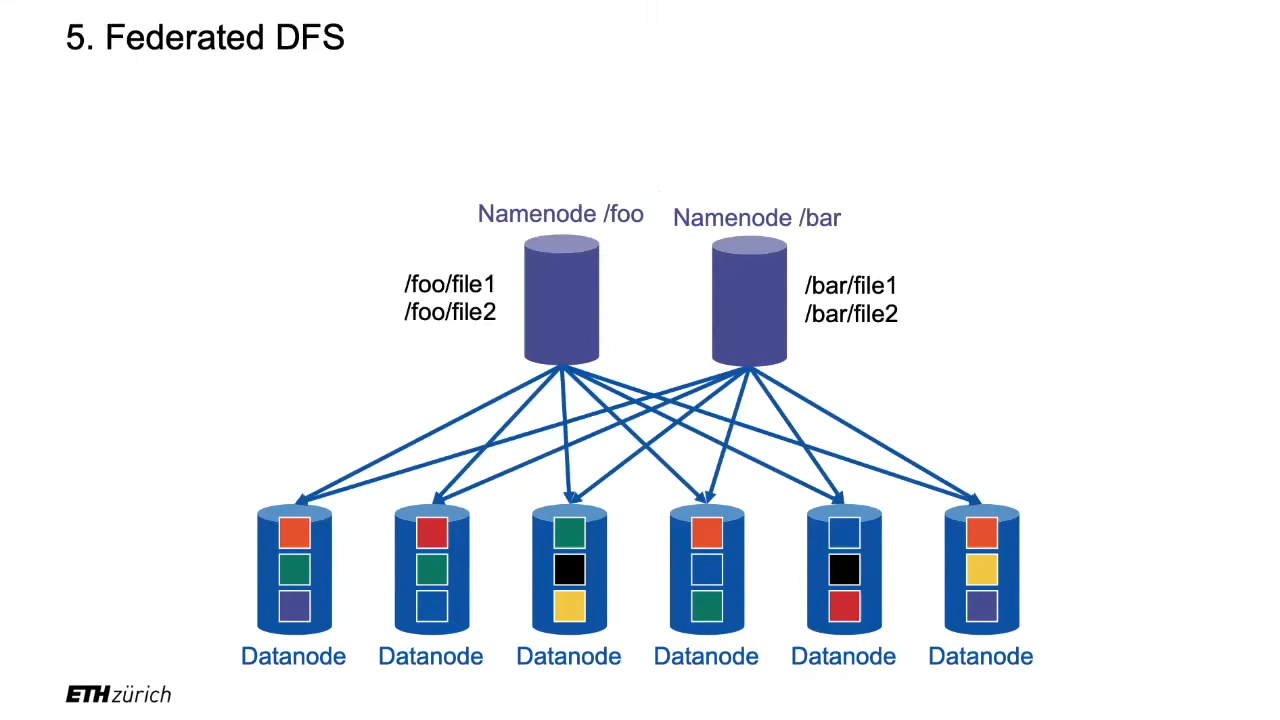 5. Federated DFS
Namenode /foo
Namenode /bar
/foo/file1
/foo/file2
/bar/file1
/bar/file2
Datanode Datanode Datanode Datanode Datanode Datanode
ETH zürich